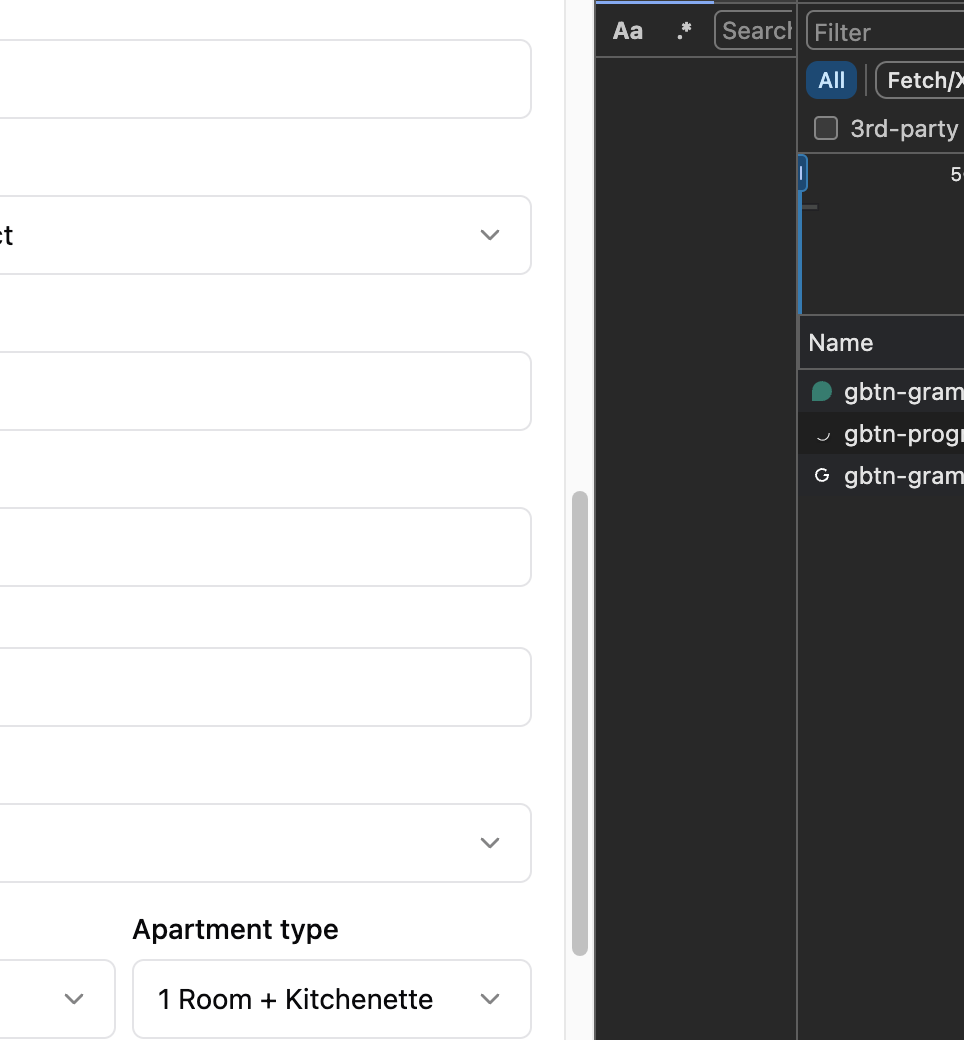 ct
Apartment type
1 Room + Kitchenette
Aa
.*
Search
Filter
All
Fetch/X
3rd-party
5
Name
gbtn-gram
gbtn-progr
gbtn-gram